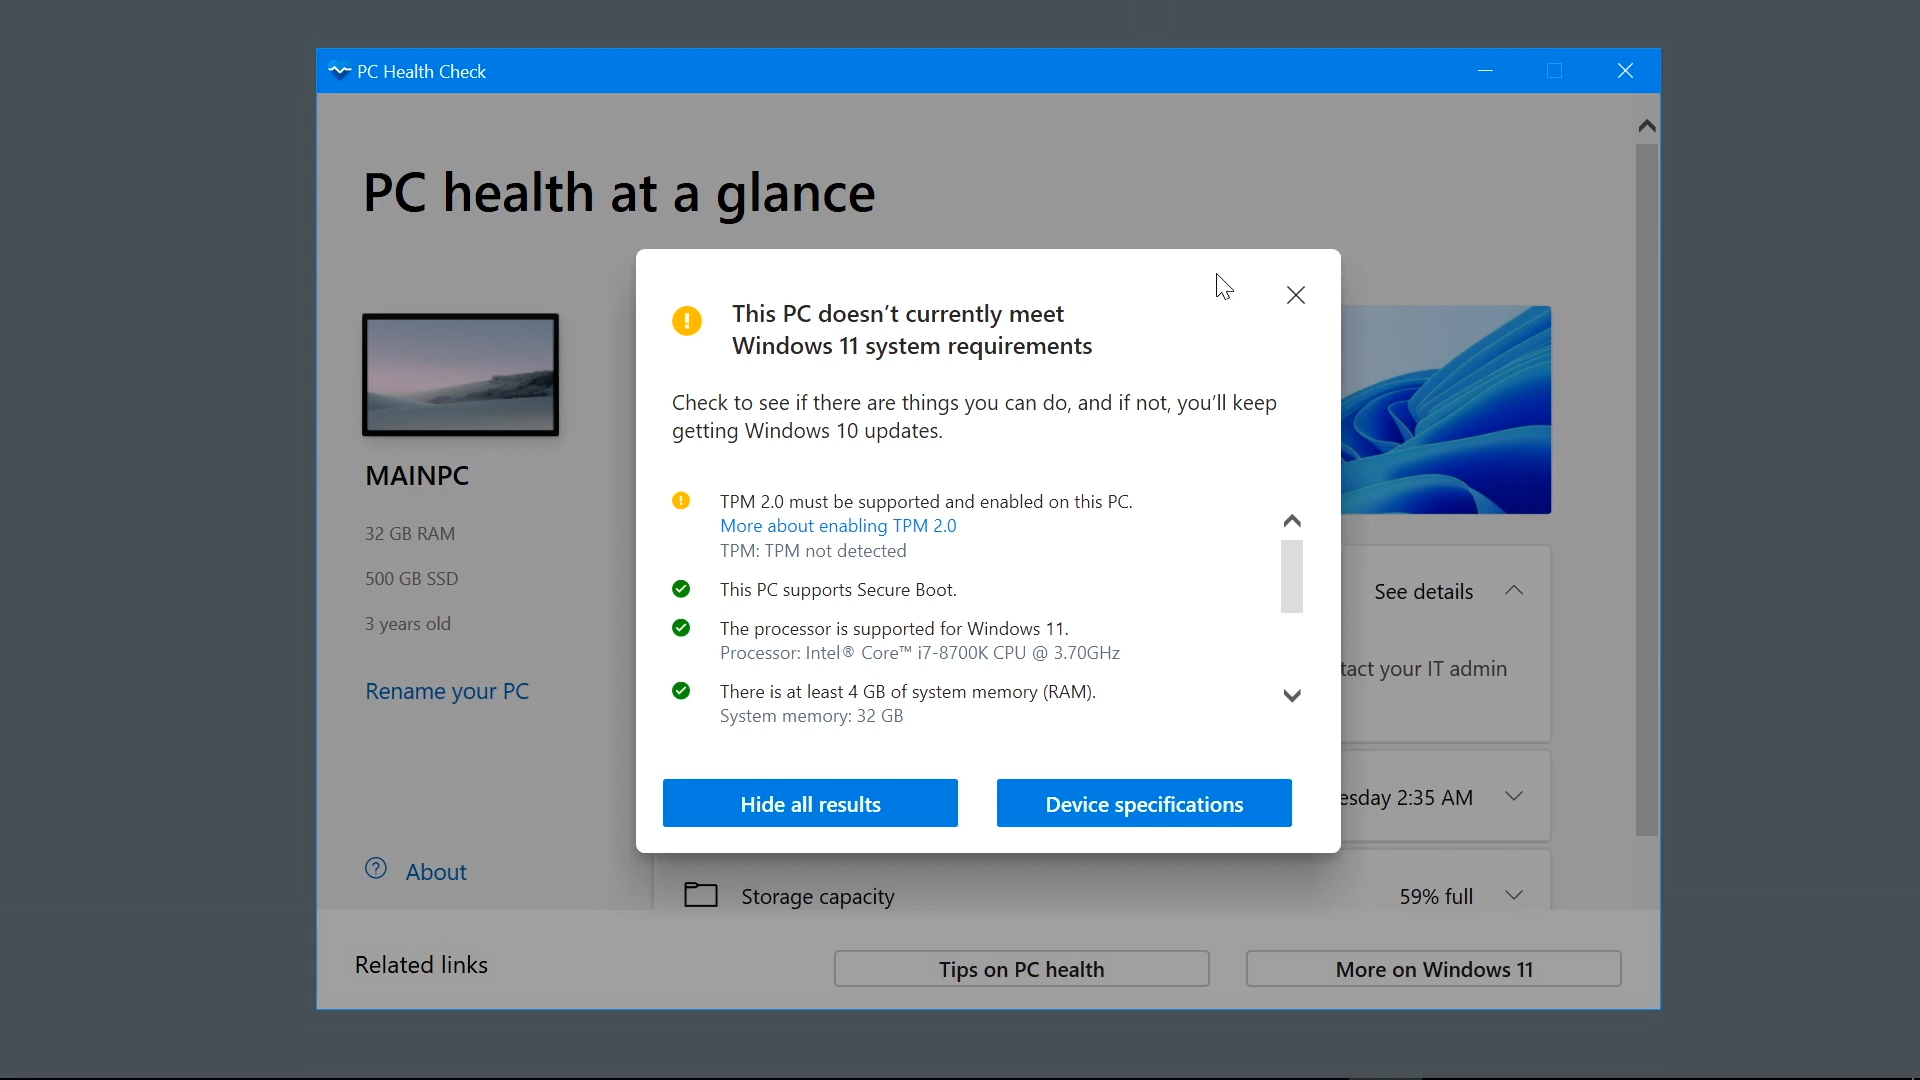 PC Health Check
PC health at a glance
This PC doesn't currently meet
Windows 11 system requirements
Check to see if there are things you can do, and if not, you'll keep
getting Windows 10 updates.
MAINPC
32 GB RAM
500 GB SSD
3 years old
Rename your PC
TPM 2.0 must be supported and enabled on this PC.
More about enabling TPM 2.0
TPM: TPM not detected
This PC supports Secure Boot.
The processor is supported for Windows 11.
Processor: Intel® Core™ i7-8700K CPU @ 3.70GHz
There is at least 4 GB of system memory (RAM).
System memory: 32 GB
Hide all results
Device specifications
See details
tact your IT admin
esday 2:35 AM
About
Storage capacity
59% full
Related links
Tips on PC health
More on Windows 11